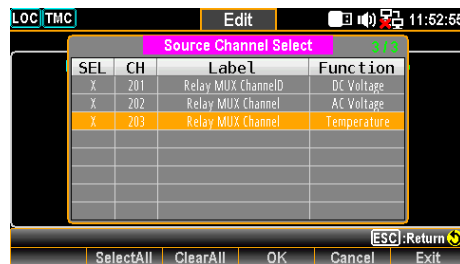 LOC TMC Edit 11:52:55
Source Channel Select 3/3
SEL CH Label Function
X 201 Relay MUX ChannelD DC Voltage
X 202 Relay MUX Channel AC Voltage
X 203 Relay MUX Channel Temperature
ESC:Return
SelectAll ClearAll OK Cancel Exit